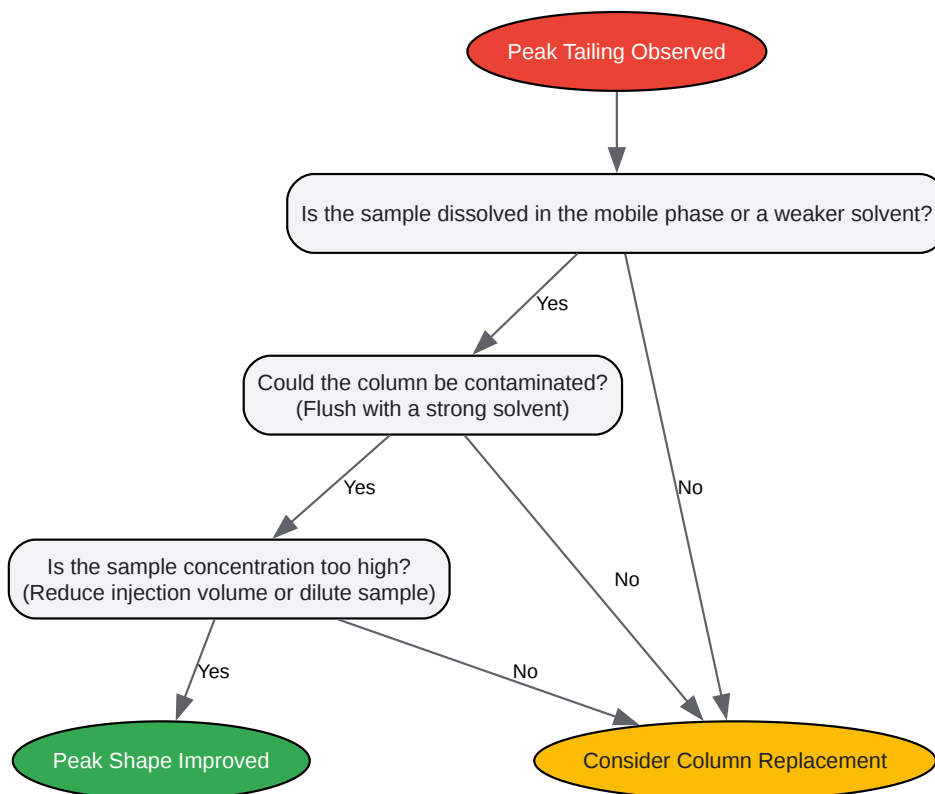 Peak Tailing Observed
Is the sample dissolved in the mobile phase or a weaker solvent?
Yes
Could the column be contaminated?
(Flush with a strong solvent)
Yes
No
Is the sample concentration too high?
(Reduce injection volume or dilute sample)
No
Yes
No
Peak Shape Improved
Consider Column Replacement